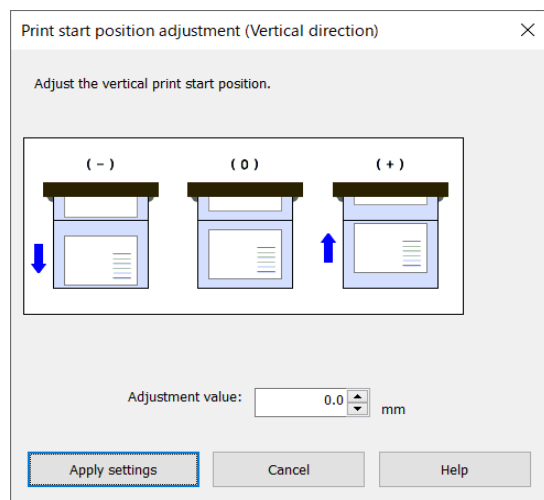 Print start position adjustment (Vertical direction)
Adjust the vertical print start position.
( - ) ( 0 ) ( + )
Adjustment value: 0.0 mm
Apply settings Cancel Help